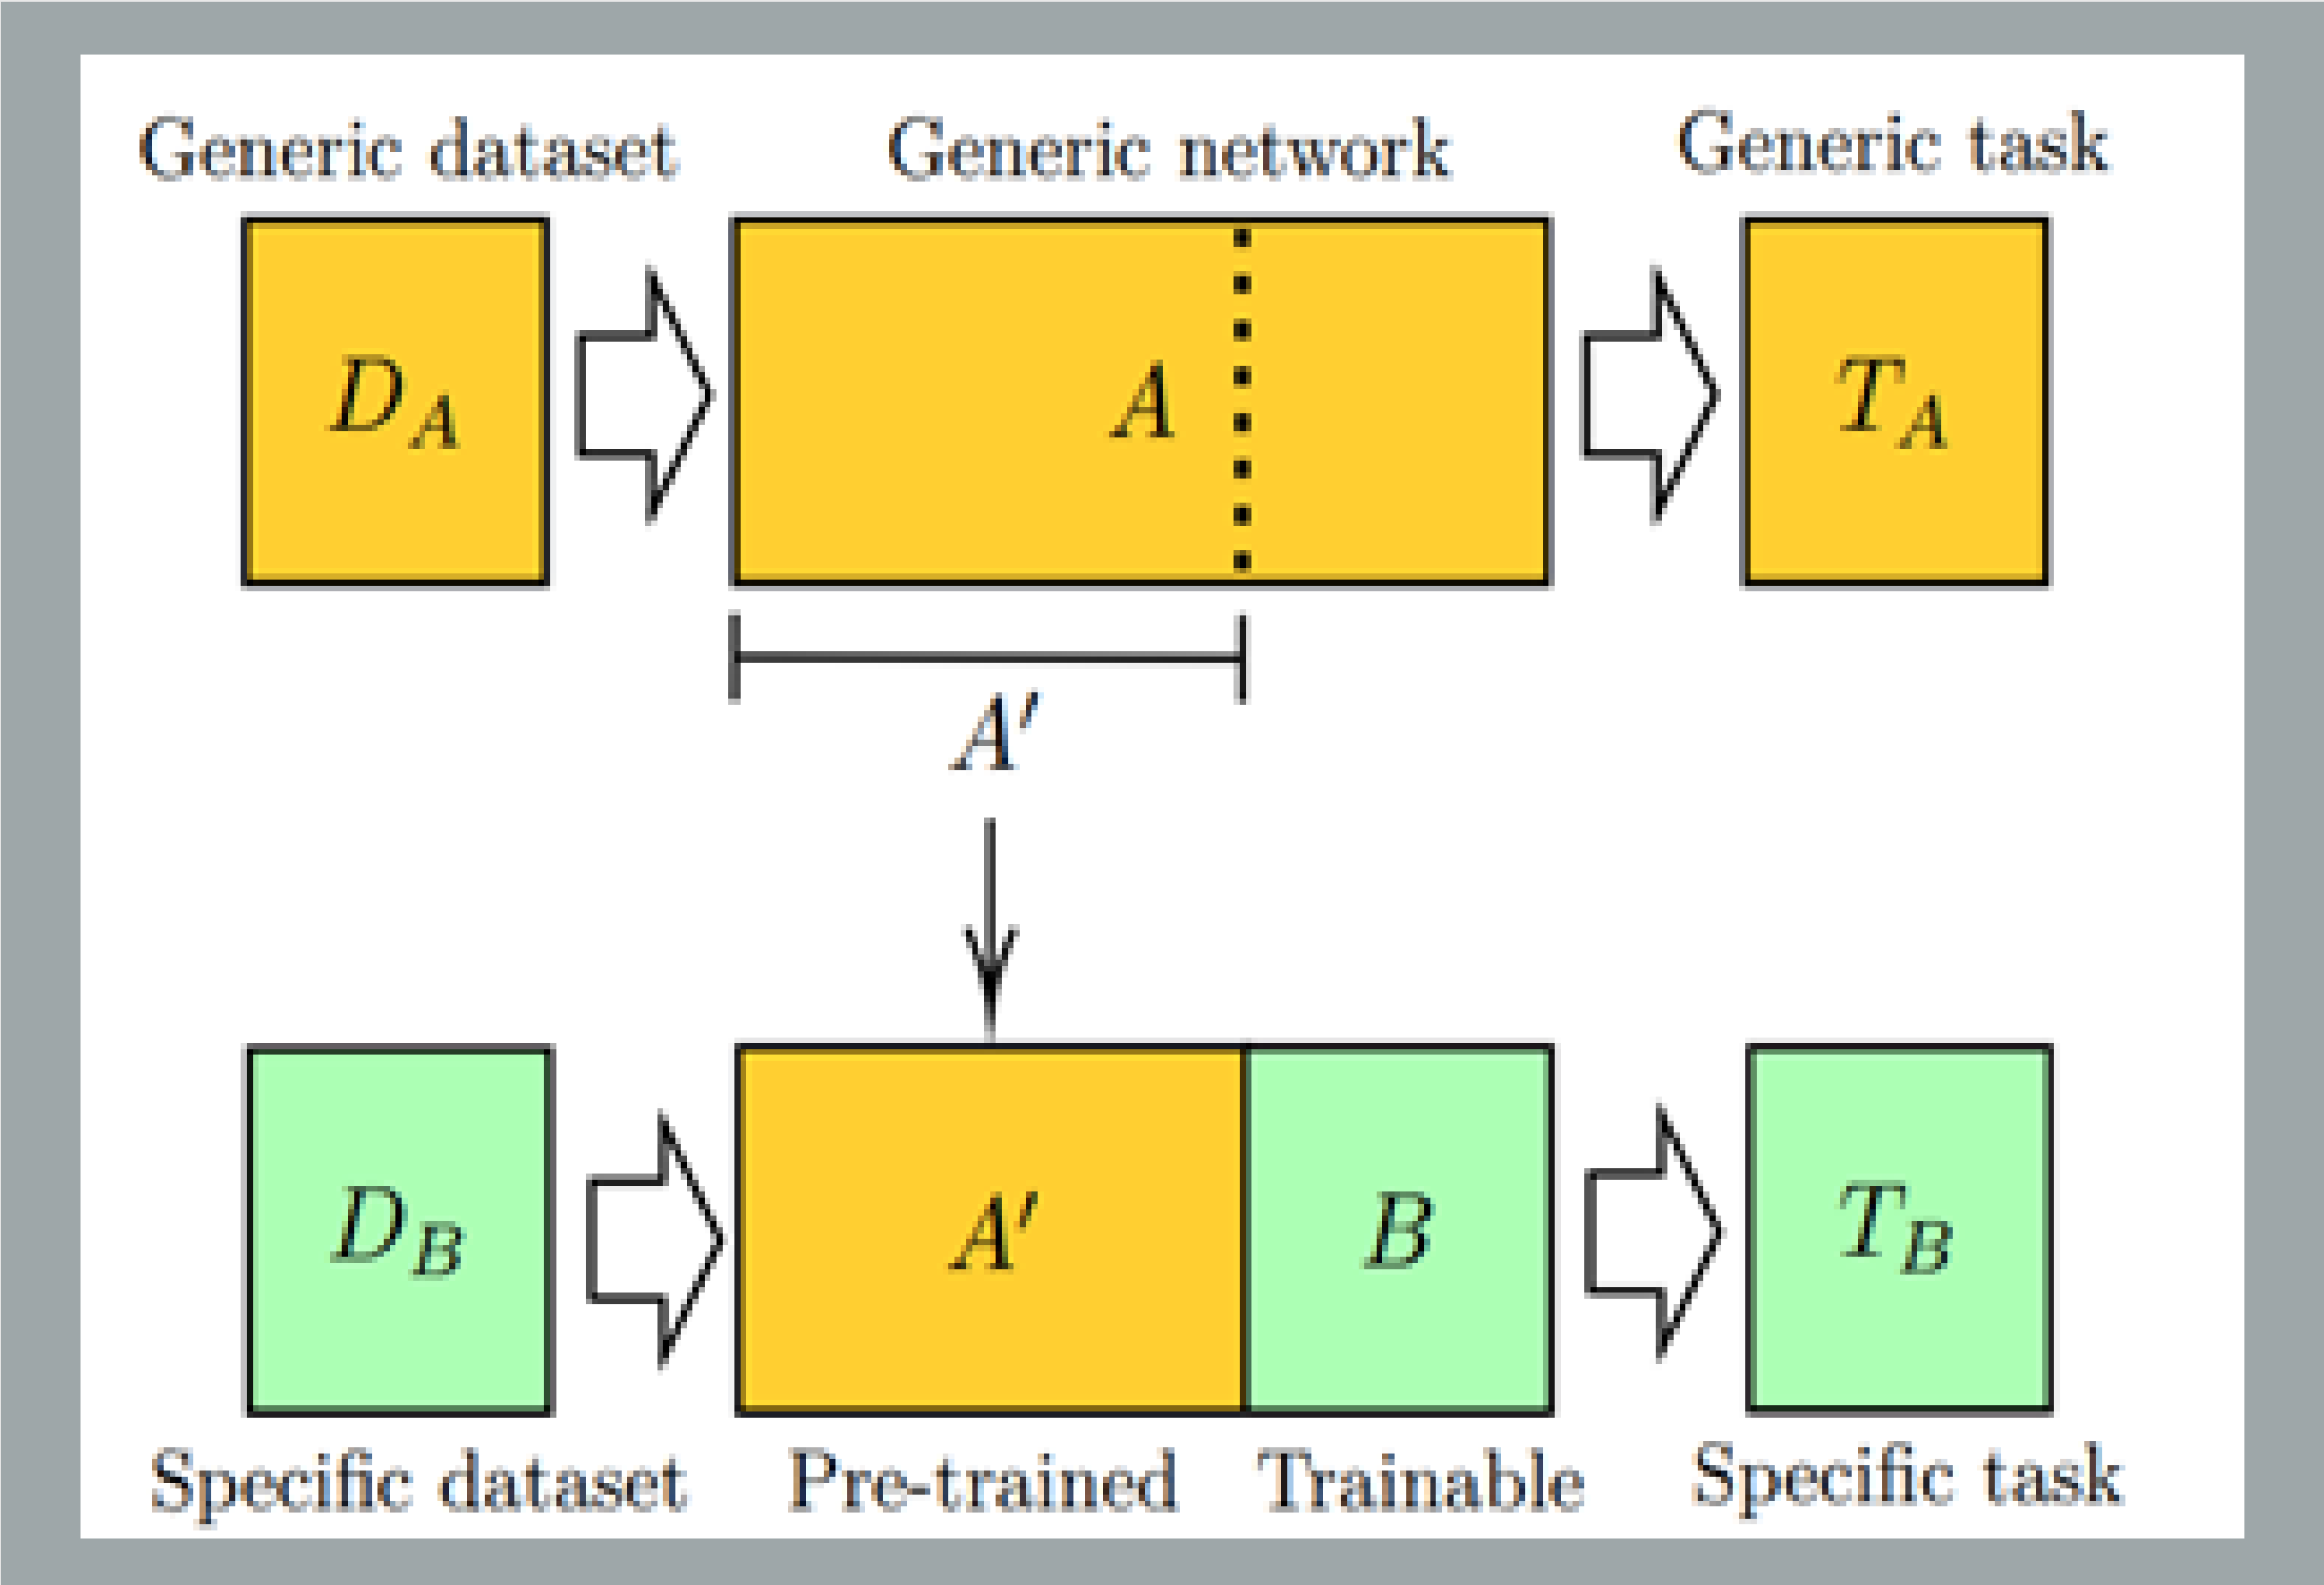 Generic dataset Generic network Generic task
D_A A T_A
A′
D_B A′ B T_B
Specific dataset Pre-trained Trainable Specific task